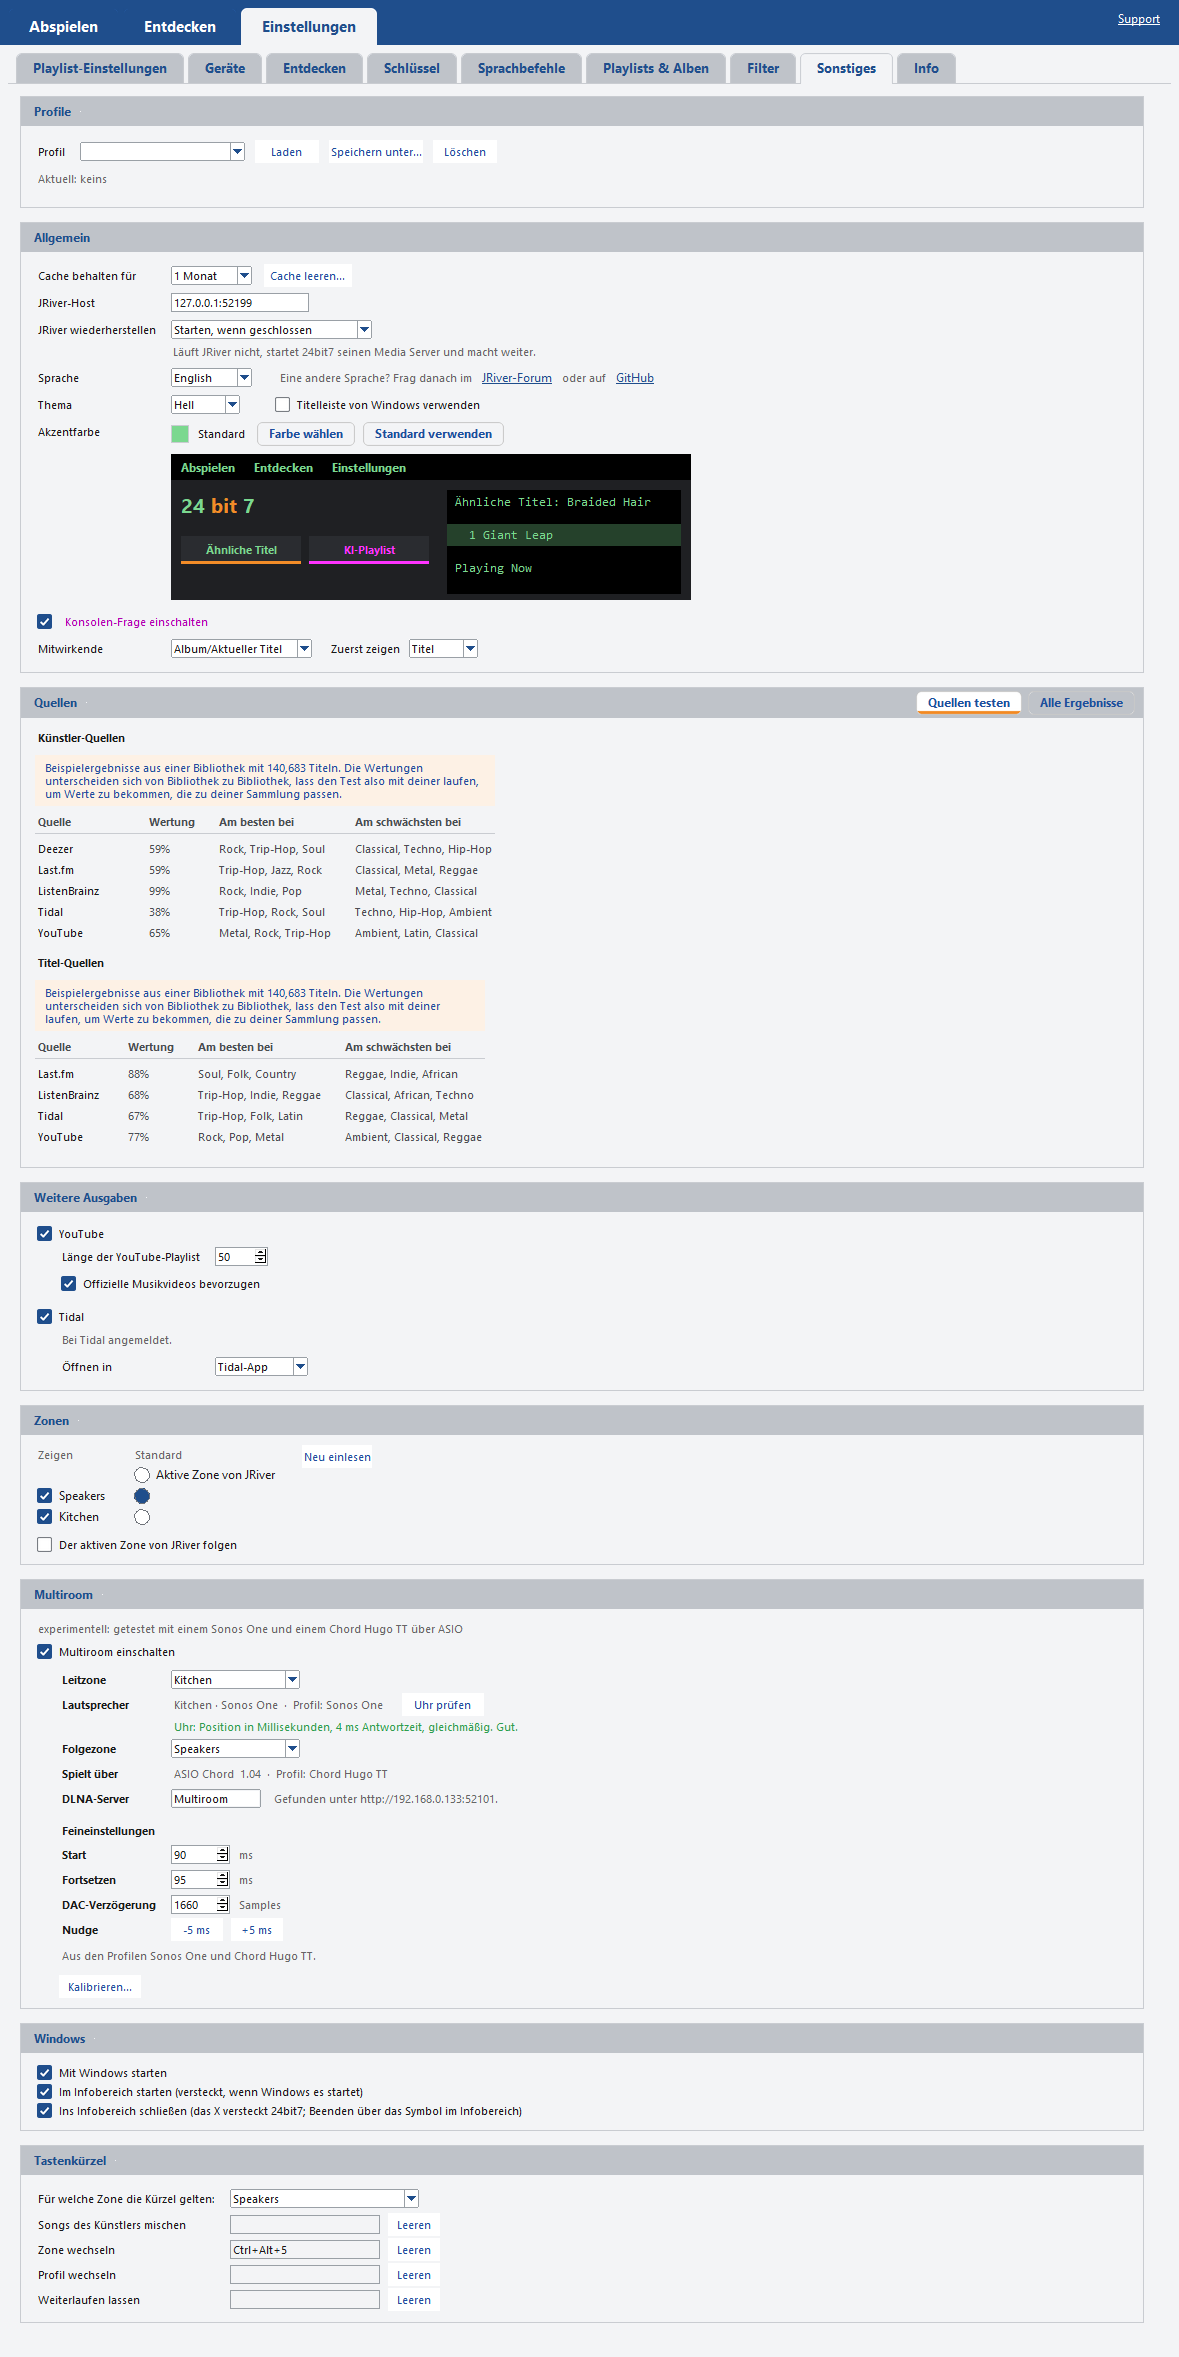 Abspielen Entdecken Einstellungen Support
Playlist-Einstellungen Geräte Entdecken Schlüssel Sprachbefehle Playlists & Alben Filter Sonstiges Info
Profile
Profil Laden Speichern unter... Löschen
Aktuell: keins
Allgemein
Cache behalten für 1 Monat Cache leeren...
JRiver-Host 127.0.0.1:52199
JRiver wiederherstellen Starten, wenn geschlossen
Läuft JRiver nicht, startet 24bit7 seinen Media Server und macht weiter.
Sprache English Eine andere Sprache? Frag danach im JRiver-Forum oder auf GitHub
Thema Hell Titelleiste von Windows verwenden
Akzentfarbe Standard Farbe wählen Standard verwenden
Abspielen Entdecken Einstellungen
24 bit 7
Ähnliche Titel: Braided Hair
1 Giant Leap
Ähnliche Titel KI-Playlist
Playing Now
Konsolen-Frage einschalten
Mitwirkende Album/Aktueller Titel Zuerst zeigen Titel
Quellen Quellen testen Alle Ergebnisse
Künstler-Quellen
Beispielergebnisse aus einer Bibliothek mit 140,683 Titeln. Die Wertungen
unterscheiden sich von Bibliothek zu Bibliothek, lass den Test also mit deiner laufen,
um Werte zu bekommen, die zu deiner Sammlung passen.
Quelle Wertung Am besten bei Am schwächsten bei
Deezer 59% Rock, Trip-Hop, Soul Classical, Techno, Hip-Hop
Last.fm 59% Trip-Hop, Jazz, Rock Classical, Metal, Reggae
ListenBrainz 99% Rock, Indie, Pop Metal, Techno, Classical
Tidal 38% Trip-Hop, Rock, Soul Techno, Hip-Hop, Ambient
YouTube 65% Metal, Rock, Trip-Hop Ambient, Latin, Classical
Titel-Quellen
Beispielergebnisse aus einer Bibliothek mit 140,683 Titeln. Die Wertungen
unterscheiden sich von Bibliothek zu Bibliothek, lass den Test also mit deiner
laufen, um Werte zu bekommen, die zu deiner Sammlung passen.
Quelle Wertung Am besten bei Am schwächsten bei
Last.fm 88% Soul, Folk, Country Reggae, Indie, African
ListenBrainz 68% Trip-Hop, Indie, Reggae Classical, African, Techno
Tidal 67% Trip-Hop, Folk, Latin Reggae, Classical, Metal
YouTube 77% Rock, Pop, Metal Ambient, Classical, Reggae
Weitere Ausgaben
YouTube
Länge der YouTube-Playlist 50
Offizielle Musikvideos bevorzugen
Tidal
Bei Tidal angemeldet.
Öffnen in Tidal-App
Zonen
Zeigen Standard Neu einlesen
Aktive Zone von JRiver
Speakers
Kitchen
Der aktiven Zone von JRiver folgen
Multiroom
experimentell: getestet mit einem Sonos One und einem Chord Hugo TT über ASIO
Multiroom einschalten
Leitzone Kitchen
Lautsprecher Kitchen · Sonos One · Profil: Sonos One Uhr prüfen
Uhr: Position in Millisekunden, 4 ms Antwortzeit, gleichmäßig. Gut.
Folgezone Speakers
Spielt über ASIO Chord 1.04 · Profil: Chord Hugo TT
DLNA-Server Multiroom Gefunden unter http://192.168.0.133:52101.
Feineinstellungen
Start 90 ms
Fortsetzen 95 ms
DAC-Verzögerung 1660 Samples
Nudge -5 ms +5 ms
Aus den Profilen Sonos One und Chord Hugo TT.
Kalibrieren...
Windows
Mit Windows starten
Im Infobereich starten (versteckt, wenn Windows es startet)
Ins Infobereich schließen (das X versteckt 24bit7; Beenden über das Symbol im Infobereich)
Tastenkürzel
Für welche Zone die Kürzel gelten: Speakers
Songs des Künstlers mischen Leeren
Zone wechseln Ctrl+Alt+5 Leeren
Profil wechseln Leeren
Weiterlaufen lassen Leeren